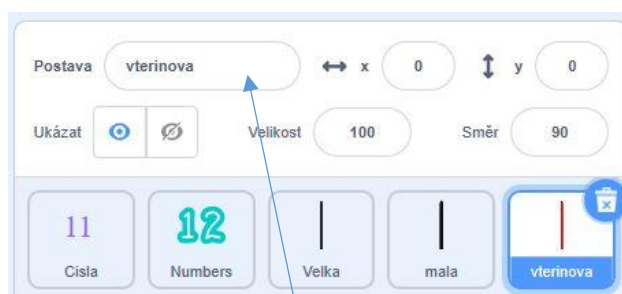 Postava vterinova x 0 y 0
Ukázat Velikost 100 Směr 90
11 12
Cisla Numbers Velka mala vterinova